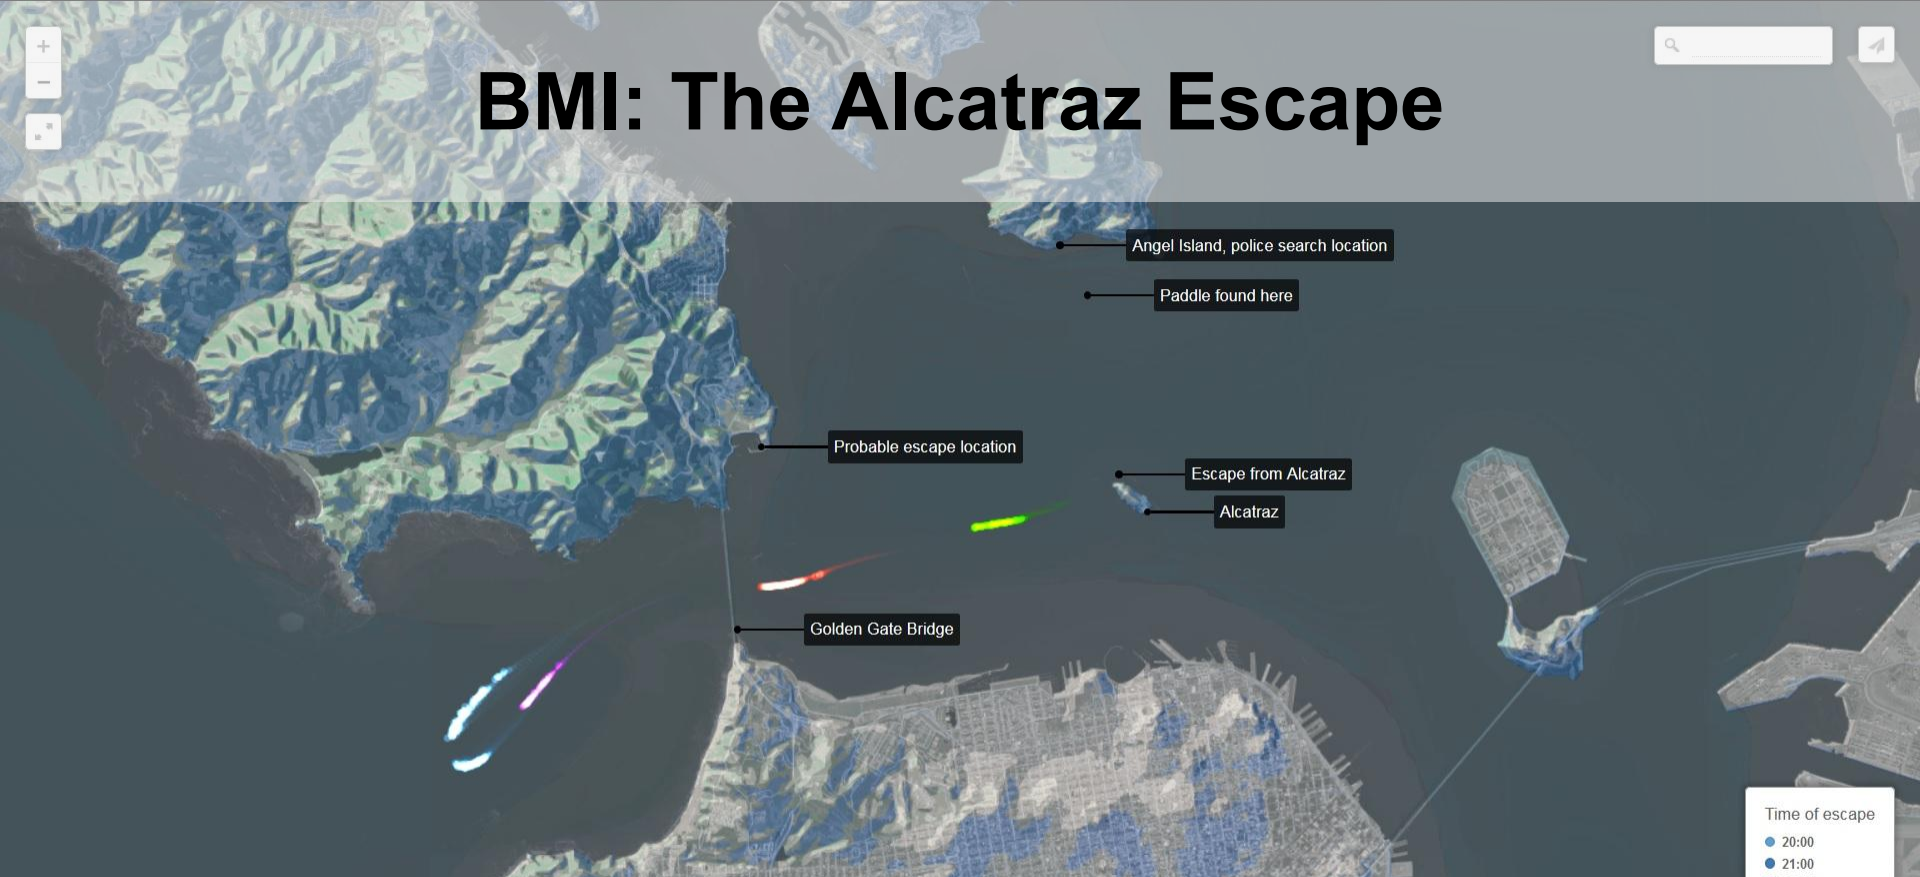 BMI: The Alcatraz Escape
Angel Island, police search location
Paddle found here
Probable escape location
Escape from Alcatraz
Alcatraz
Golden Gate Bridge
Time of escape
20:00
21:00